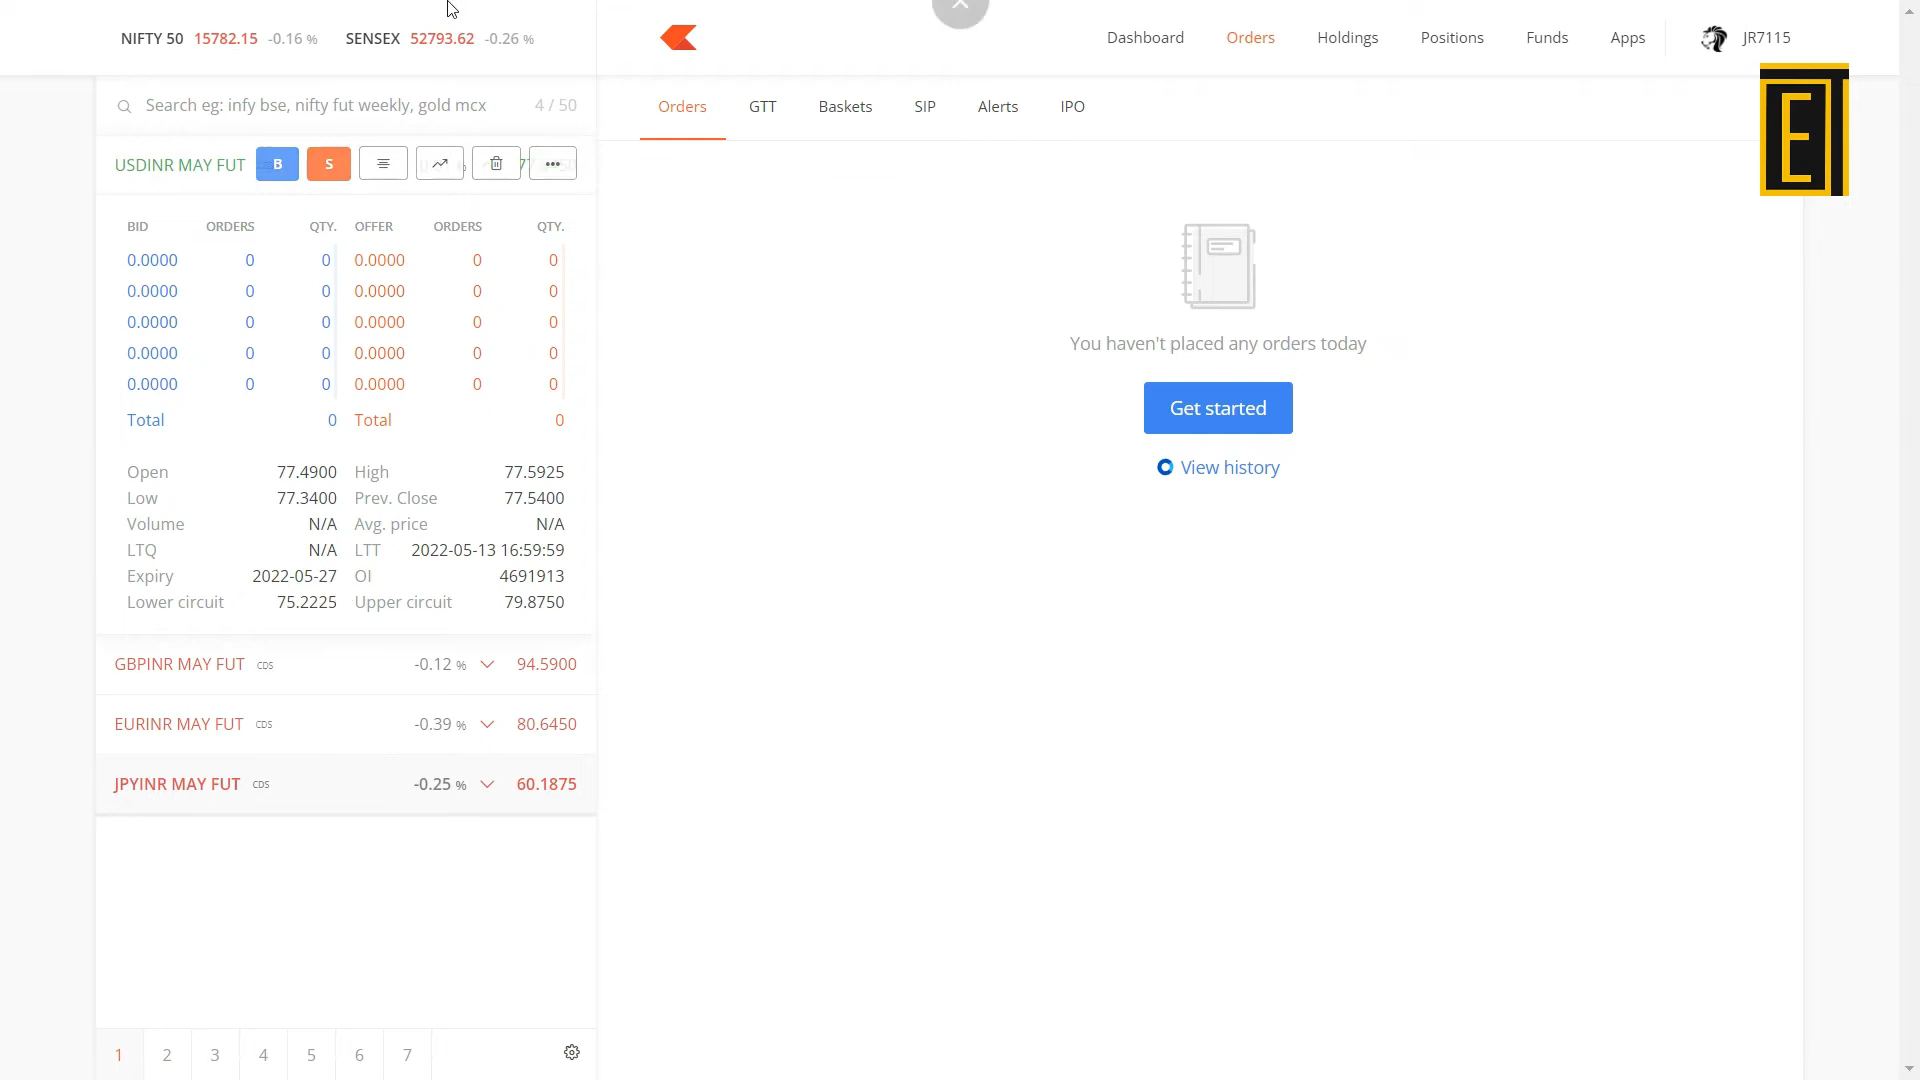 NIFTY 50 15782.15 -0.16 % SENSEX 52793.62 -0.26 %
Dashboard Orders Holdings Positions Funds Apps JR7115
Search eg: infy bse, nifty fut weekly, gold mcx 4 / 50
Orders GTT Baskets SIP Alerts IPO
E
USDINR MAY FUT B S
BID ORDERS QTY. OFFER ORDERS QTY.
0.0000 0 0 0.0000 0 0
0.0000 0 0 0.0000 0 0
0.0000 0 0 0.0000 0 0
0.0000 0 0 0.0000 0 0
0.0000 0 0 0.0000 0 0
Total 0 Total 0
Open 77.4900 High 77.5925
Low 77.3400 Prev. Close 77.5400
Volume N/A Avg. price N/A
LTQ N/A LTT 2022-05-13 16:59:59
Expiry 2022-05-27 OI 4691913
Lower circuit 75.2225 Upper circuit 79.8750
GBPINR MAY FUT CDS -0.12 % 94.5900
EURINR MAY FUT CDS -0.39 % 80.6450
JPYINR MAY FUT CDS -0.25 % 60.1875
1 2 3 4 5 6 7
You haven't placed any orders today
Get started
View history